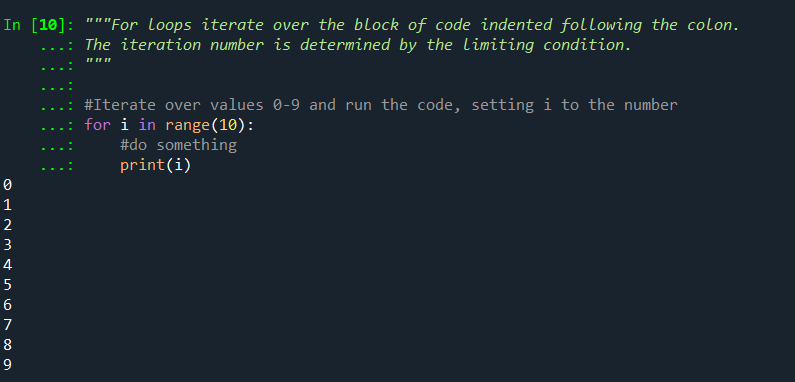 In [10]: """For loops iterate over the block of code indented following the colon.
    ...: The iteration number is determined by the limiting condition.
    ...: """
    ...:
    ...: #Iterate over values 0-9 and run the code, setting i to the number
    ...: for i in range(10):
    ...:     #do something
    ...:     print(i)
0
1
2
3
4
5
6
7
8
9